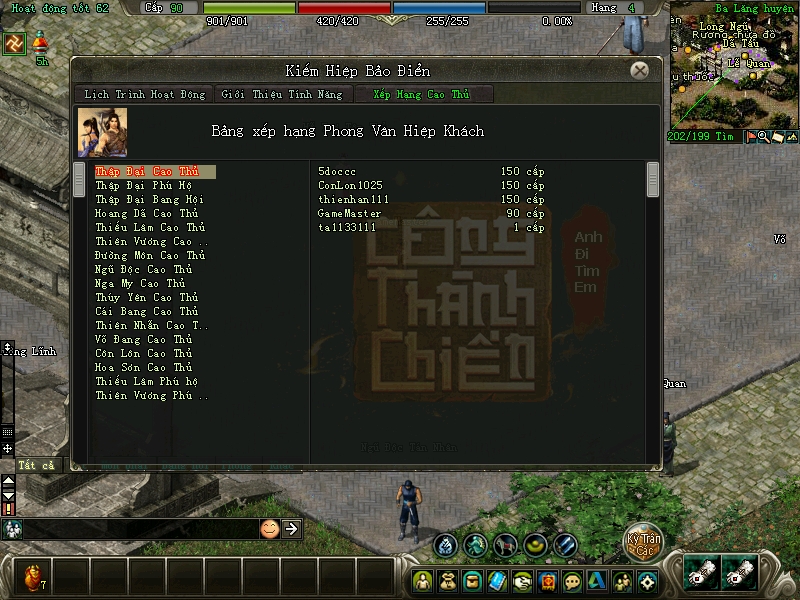 Hoạt động tốt 62
Cấp 90
Hạng 4
Ba Lăng huyện
901/901
420/420
255/255
0.00%
Long Ngũ
Rương chứa đồ
Dã Tẩu
Lễ Quan
5h
202/199 Tìm
Kiếm Hiệp Bảo Điển
Lịch Trình Hoạt Động
Giới Thiệu Tính Năng
Xếp Hạng Cao Thủ
Bảng xếp hạng Phong Vân Hiệp Khách
Thập Đại Cao Thủ
Thập Đại Phú Hộ
Thập Đại Bang Hội
Hoang Dã Cao Thủ
Thiếu Lâm Cao Thủ
Thiên Vương Cao ..
Đường Môn Cao Thủ
Ngũ Độc Cao Thủ
Nga My Cao Thủ
Thúy Yên Cao Thủ
Cái Bang Cao Thủ
Thiên Nhẫn Cao T..
Võ Đang Cao Thủ
Côn Lôn Cao Thủ
Hoa Sơn Cao Thủ
Thiếu Lâm Phú hộ
Thiên Vương Phú ..
5doccc 150 cấp
ConLon1025 150 cấp
thienhan111 150 cấp
GameMaster 90 cấp
ta1133111 1 cấp
Công
Thành
Chiến
Anh
Đi
Tìm
Em
Võ
Quan
Tất cả
Kỳ Trân
Các
7